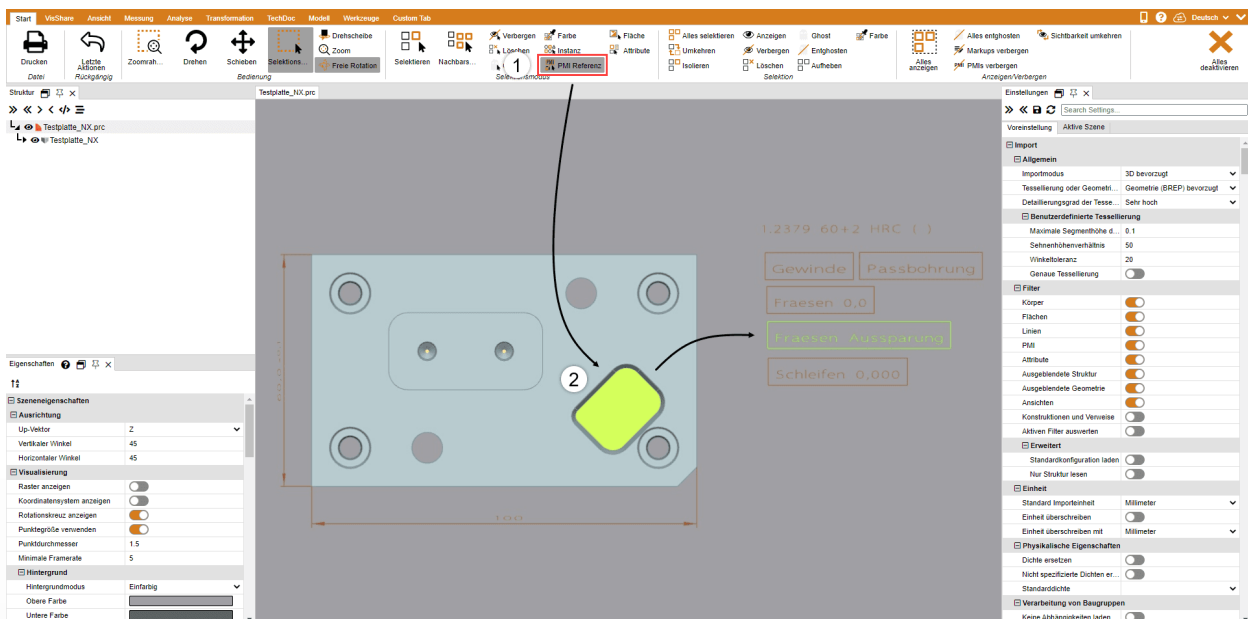 Start VisShare Ansicht Messung Analyse Transformation TechDoc Modell Werkzeuge Custom Tab Deutsch
Drucken
Datei
Letzte Aktionen
Rückgängig
Zoomrah... Drehen Schieben Selektions...
Drehscheibe
Zoom
Freie Rotation
Bedienung
Selektieren Nachbars...
Verbergen Farbe Fläche
Löschen Instanz Attribute
1 PMI Referenz
Selektionsmodus
Alles selektieren Anzeigen Ghost Farbe
Umkehren Verbergen Entghosten
Isolieren Löschen Aufheben
Selektion
Alles anzeigen
Alles entghosten Sichtbarkeit umkehren
Markups verbergen
PMI PMIs verbergen
Anzeigen/Verbergen
Alles deaktivieren
Struktur
Testplatte_NX.prc
Testplatte_NX
Eigenschaften
Szeneneigenschaften
Ausrichtung
Up-Vektor Z
Vertikaler Winkel 45
Horizontaler Winkel 45
Visualisierung
Raster anzeigen
Koordinatensystem anzeigen
Rotationskreuz anzeigen
Punktegröße verwenden
Punktdurchmesser 1.5
Minimale Framerate 5
Hintergrund
Hintergrundmodus Einfarbig
Obere Farbe
Untere Farbe
Testplatte_NX.prc
1.2379 60+2 HRC ( )
Gewinde Passbohrung
Fraesen 0,0
Fraesen Aussparung
Schleifen 0,000
2
100
Einstellungen
Search Settings...
Voreinstellung Aktive Szene
Import
Allgemein
Importmodus 3D bevorzugt
Tessellierung oder Geometri... Geometrie (BREP) bevorzugt
Detaillierungsgrad der Tesse... Sehr hoch
Benutzerdefinierte Tessellierung
Maximale Segmenthöhe d... 0.1
Sehnenhöhenverhältnis 50
Winkeltoleranz 20
Genaue Tessellierung
Filter
Körper
Flächen
Linien
PMI
Attribute
Ausgeblendete Struktur
Ausgeblendete Geometrie
Ansichten
Konstruktionen und Verweise
Aktiven Filter auswerten
Erweitert
Standardkonfiguration laden
Nur Struktur lesen
Einheit
Standard Importeinheit Millimeter
Einheit überschreiben
Einheit überschreiben mit Millimeter
Physikalische Eigenschaften
Dichte ersetzen
Nicht spezifizierte Dichten er...
Standarddichte
Verarbeitung von Baugruppen
Keine Abhängigkeiten laden